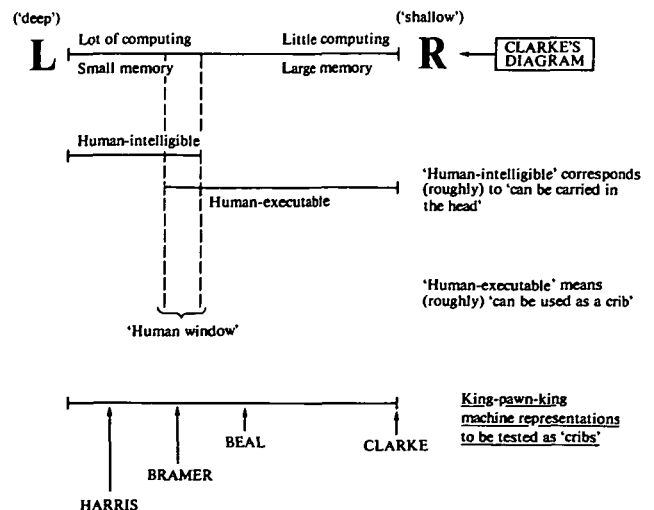 ('deep')
('shallow')
L
Lot of computing
Little computing
R
CLARKE'S
DIAGRAM
Small memory
Large memory
Human-intelligible
'Human-intelligible' corresponds
(roughly) to 'can be carried in
the head'
Human-executable
'Human-executable' means
(roughly) 'can be used as a crib'
'Human window'
King-pawn-king
machine representations
to be tested as 'cribs'
BEAL
CLARKE
BRAMER
HARRIS